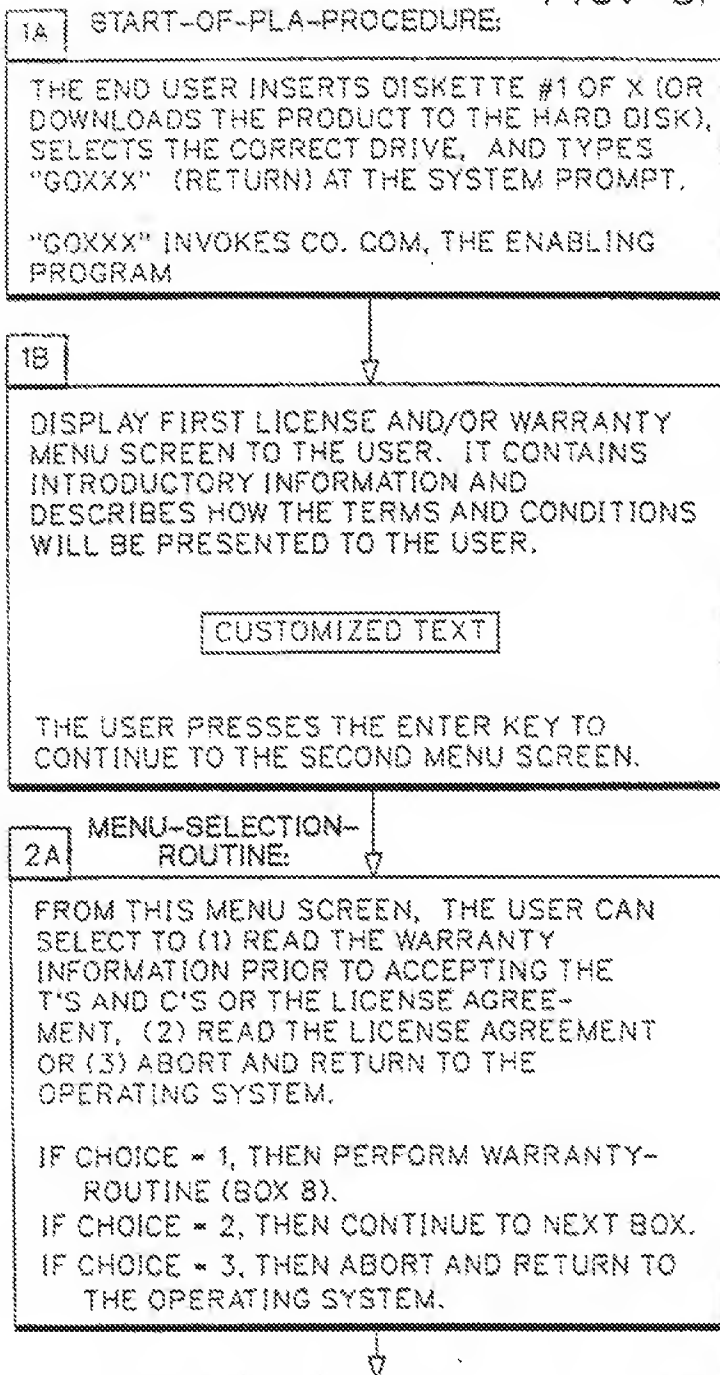 1A START-OF-PLA-PROCEDURE:
THE END USER INSERTS DISKETTE #1 OF X (OR
DOWNLOADS THE PRODUCT TO THE HARD DISK),
SELECTS THE CORRECT DRIVE, AND TYPES
"GOXXX" (RETURN) AT THE SYSTEM PROMPT.
"GOXXX" INVOKES CO. COM, THE ENABLING
PROGRAM
1B
DISPLAY FIRST LICENSE AND/OR WARRANTY
MENU SCREEN TO THE USER. IT CONTAINS
INTRODUCTORY INFORMATION AND
DESCRIBES HOW THE TERMS AND CONDITIONS
WILL BE PRESENTED TO THE USER.
CUSTOMIZED TEXT
THE USER PRESSES THE ENTER KEY TO
CONTINUE TO THE SECOND MENU SCREEN.
2A MENU-SELECTION-
ROUTINE:
FROM THIS MENU SCREEN, THE USER CAN
SELECT TO (1) READ THE WARRANTY
INFORMATION PRIOR TO ACCEPTING THE
T'S AND C'S OR THE LICENSE AGREE-
MENT, (2) READ THE LICENSE AGREEMENT
OR (3) ABORT AND RETURN TO THE
OPERATING SYSTEM.
IF CHOICE = 1, THEN PERFORM WARRANTY-
ROUTINE (BOX 8).
IF CHOICE = 2, THEN CONTINUE TO NEXT BOX.
IF CHOICE = 3, THEN ABORT AND RETURN TO
THE OPERATING SYSTEM.